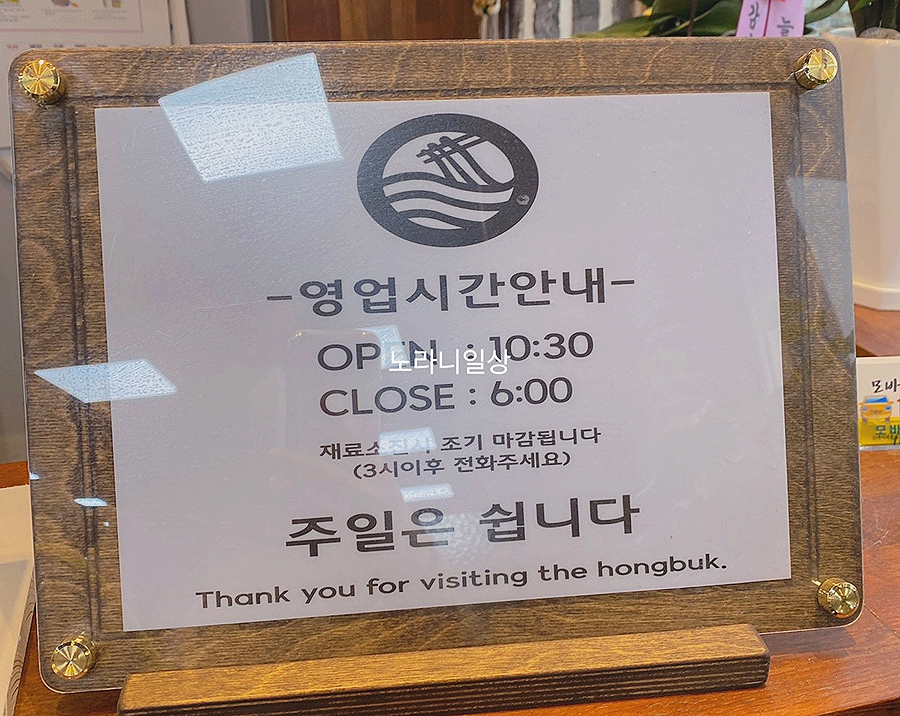 -영업시간안내-
OPEN : 10:30
CLOSE : 6:00
재료소진시 조기 마감됩니다
(3시이후 전화주세요)
주일은 쉽니다
Thank you for visiting the hongbuk.
노라니일상
모바